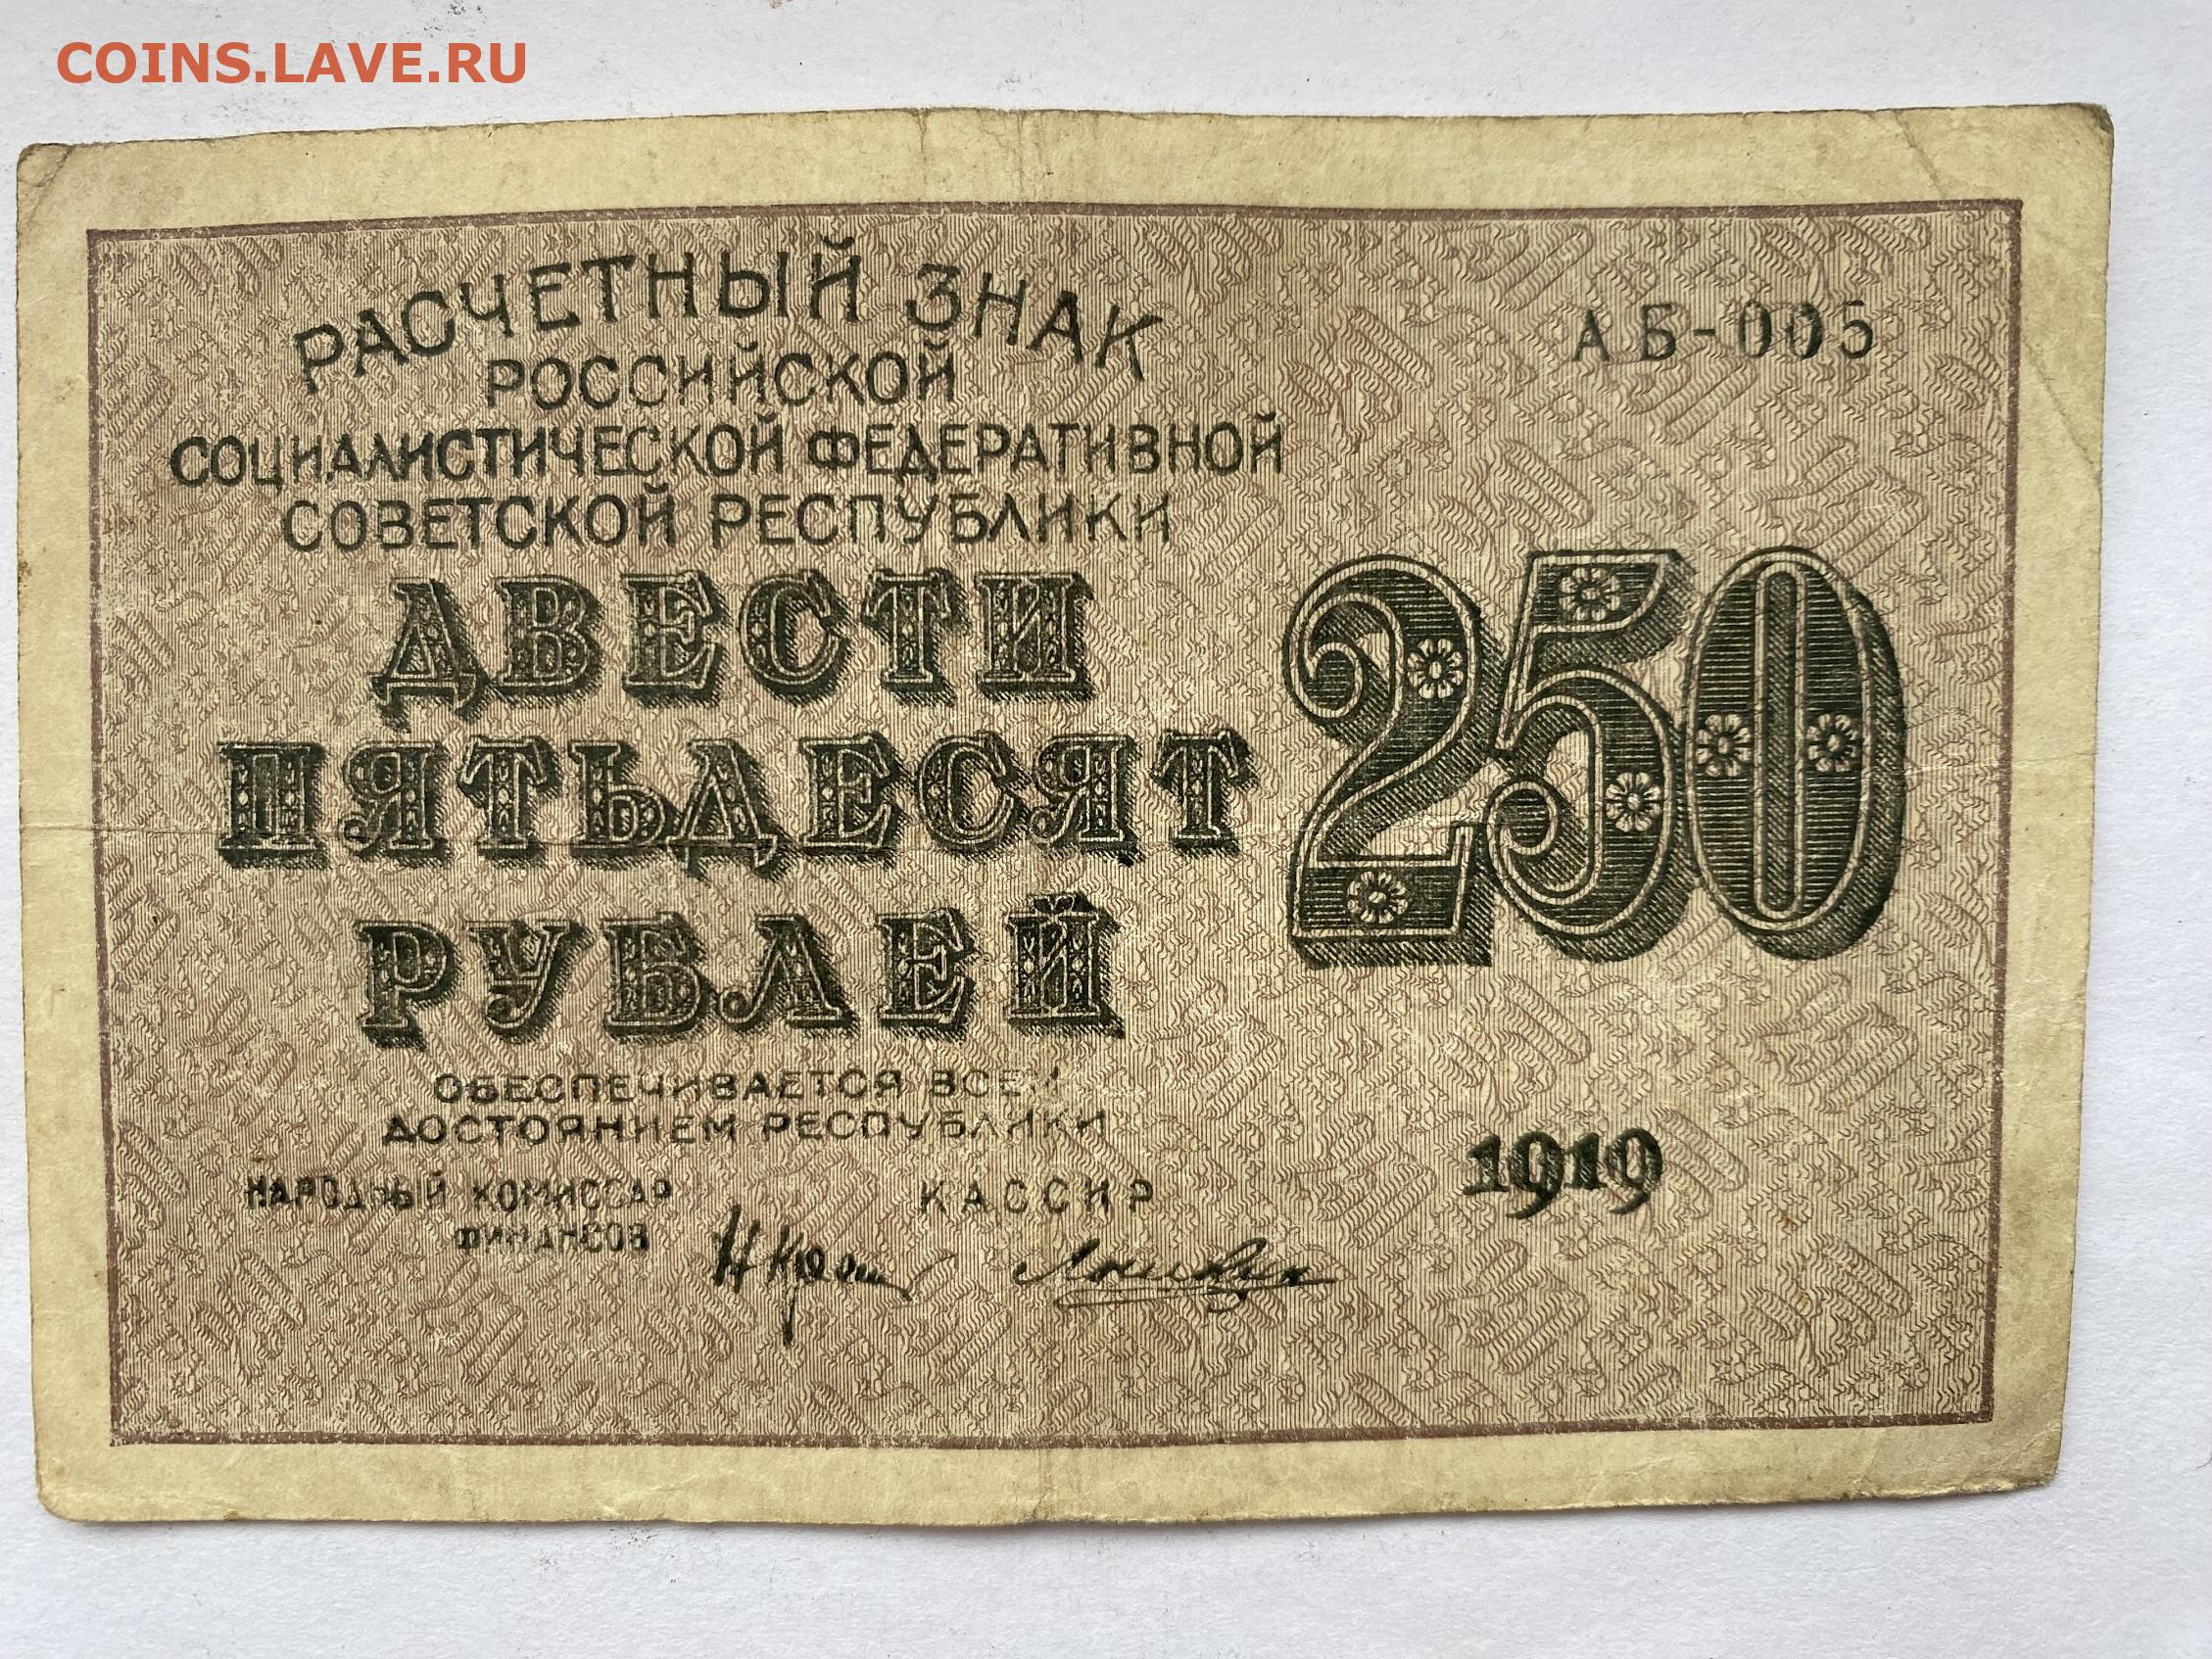 COINS.LAVE.RU
РАСЧЕТНЫЙ ЗНАК
РОССИЙСКОЙ
СОЦИАЛИСТИЧЕСКОЙ ФЕДЕРАТИВНОЙ
СОВЕТСКОЙ РЕСПУБЛИКИ
АБ-005
ДВЕСТИ
ПЯТЬДЕСЯТ
РУБЛЕЙ
250
ОБЕСПЕЧИВАЕТСЯ ВСЕМ
ДОСТОЯНИЕМ РЕСПУБЛИКИ
НАРОДНЫЙ КОМИССАР
ФИНАНСОВ
КАССИР
1919